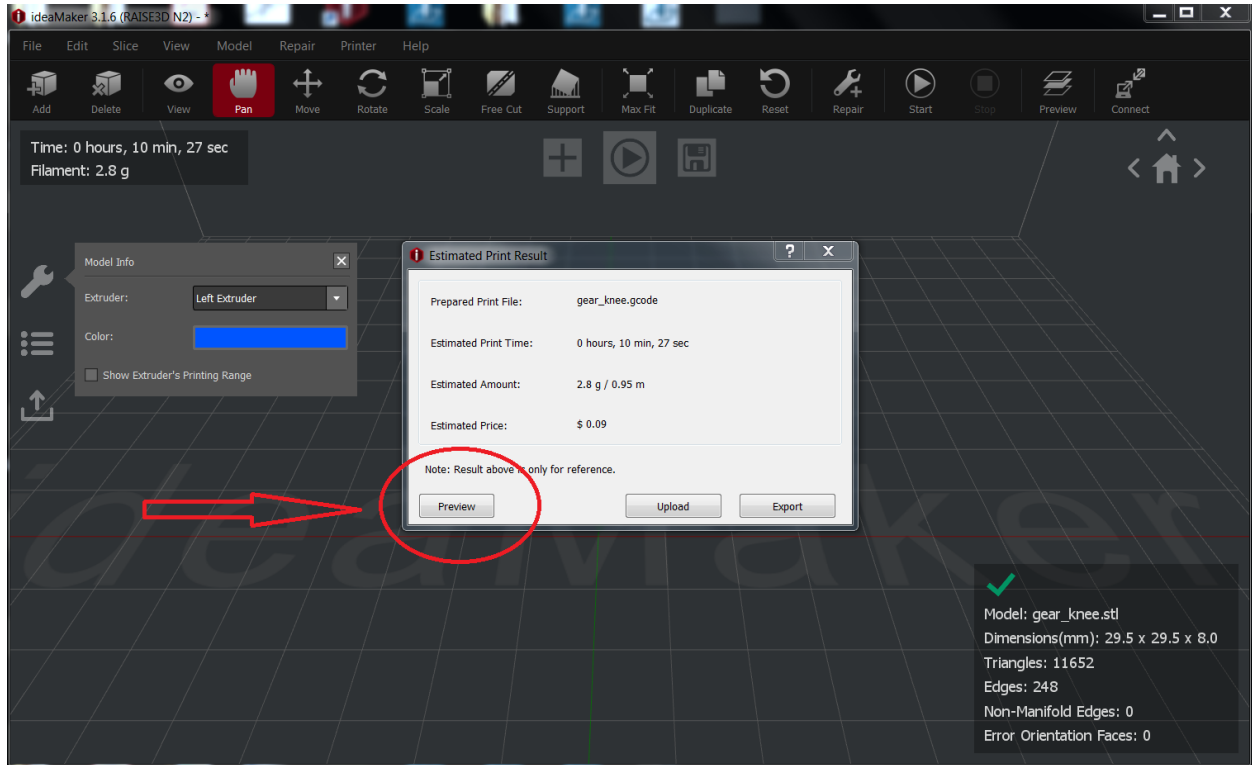 ideaMaker 3.1.6 (RAISE3D N2) - *
File Edit Slice View Model Repair Printer Help
Add Delete View Pan Move Rotate Scale Free Cut Support Max Fit Duplicate Reset Repair Start Stop Preview Connect
Time: 0 hours, 10 min, 27 sec
Filament: 2.8 g
Model Info
Extruder: Left Extruder
Color:
Show Extruder's Printing Range
Estimated Print Result
Prepared Print File: gear_knee.gcode
Estimated Print Time: 0 hours, 10 min, 27 sec
Estimated Amount: 2.8 g / 0.95 m
Estimated Price: $ 0.09
Note: Result above is only for reference.
Preview Upload Export
ideaMaker
Model: gear_knee.stl
Dimensions(mm): 29.5 x 29.5 x 8.0
Triangles: 11652
Edges: 248
Non-Manifold Edges: 0
Error Orientation Faces: 0